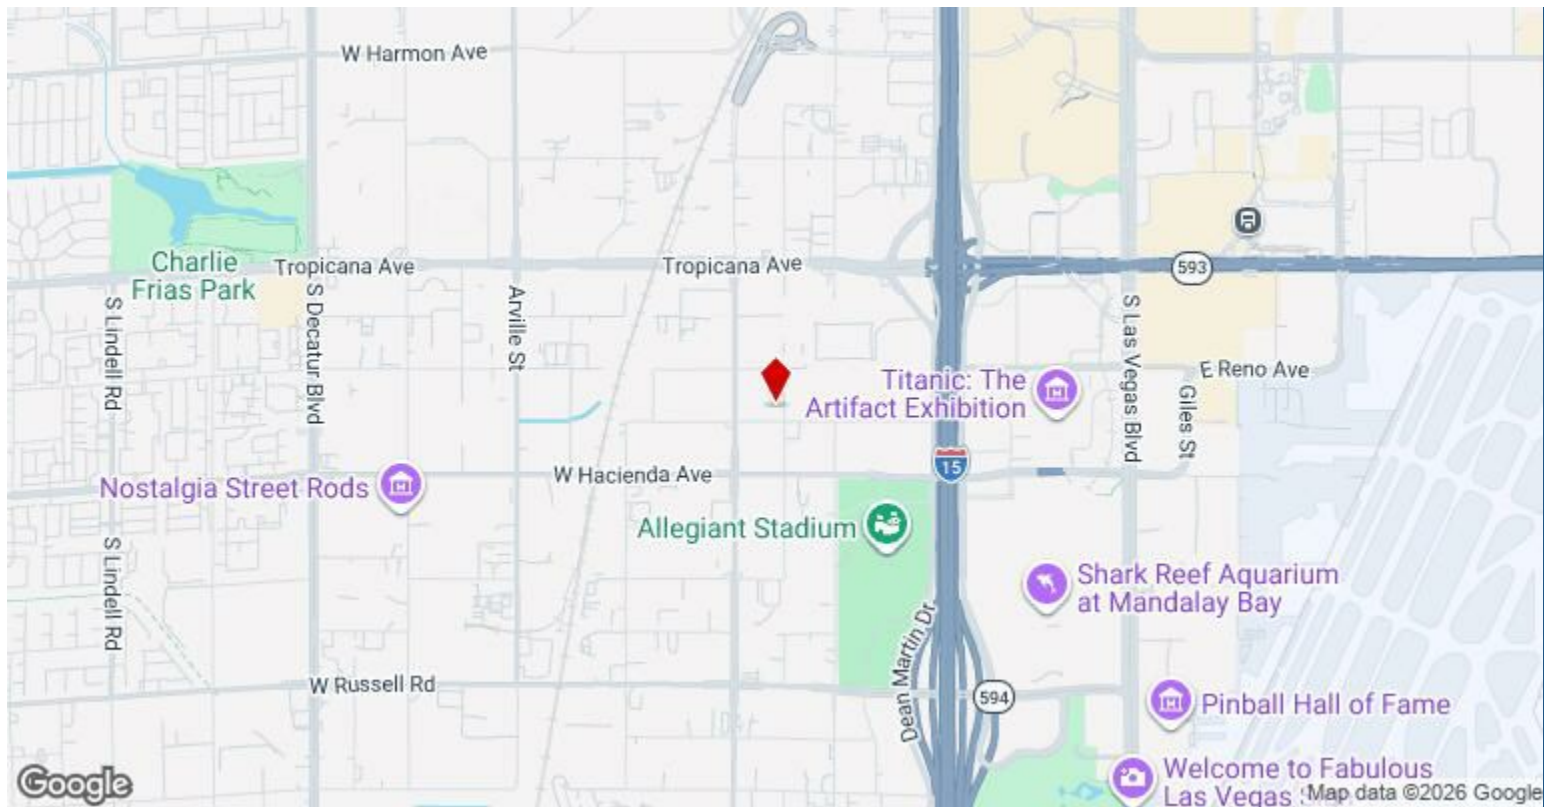 W Harmon Ave
Charlie
Frias Park
Tropicana Ave
Tropicana Ave
593
S Lindell Rd
S Decatur Blvd
Arville St
S Las Vegas Blvd
E Reno Ave
Giles St
Titanic: The
Artifact Exhibition
15
W Hacienda Ave
Nostalgia Street Rods
Allegiant Stadium
S Lindell Rd
Shark Reef Aquarium
at Mandalay Bay
Dean Martin Dr
W Russell Rd
594
Pinball Hall of Fame
Welcome to Fabulous
Las Vegas
Google
Map data ©2026 Google